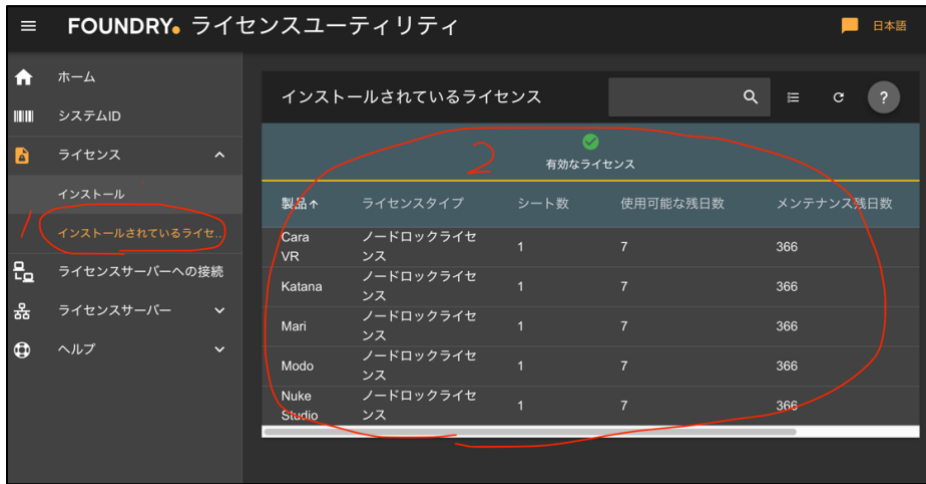 FOUNDRY. ライセンスユーティリティ
日本語
ホーム
システムID
ライセンス
インストール
1
インストールされているライセ...
ライセンスサーバーへの接続
ライセンスサーバー
ヘルプ
インストールされているライセンス
?
2
有効なライセンス
製品↑ ライセンスタイプ シート数 使用可能な残日数 メンテナンス残日数
Cara VR ノードロックライセンス 1 7 366
Katana ノードロックライセンス 1 7 366
Mari ノードロックライセンス 1 7 366
Modo ノードロックライセンス 1 7 366
Nuke Studio ノードロックライセンス 1 7 366